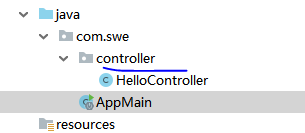 java
com.swe
controller
HelloController
AppMain
resources